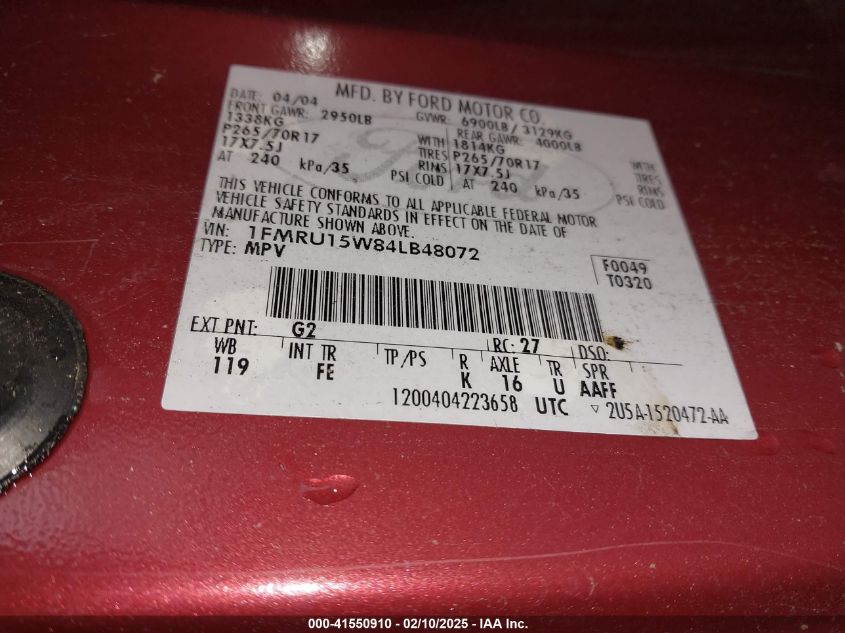 MFD. BY FORD MOTOR CO.
DATE: 04/04 GVWR: 6900LB / 3129KG
FRONT GAWR: 2950LB REAR GAWR: 4000LB
1338KG WITH 1814KG WITH
P265/70R17 TIRES P265/70R17 TIRES
17X7.5J RIMS 17X7.5J RIMS
AT 240 kPa/35 PSI COLD AT 240 kPa/35 PSI COLD
THIS VEHICLE CONFORMS TO ALL APPLICABLE FEDERAL MOTOR
VEHICLE SAFETY STANDARDS IN EFFECT ON THE DATE OF
MANUFACTURE SHOWN ABOVE.
VIN: 1FMRU15W84LB48072
TYPE: MPV
F0049
T0320
EXT PNT: G2 RC: 27 DSO:
WB INT TR TP/PS R AXLE TR SPR
119 FE K 16 U AAFF
1200404223658 UTC ▽ 2U5A-1520472-AA
Ford
000-41550910 - 02/10/2025 - IAA Inc.